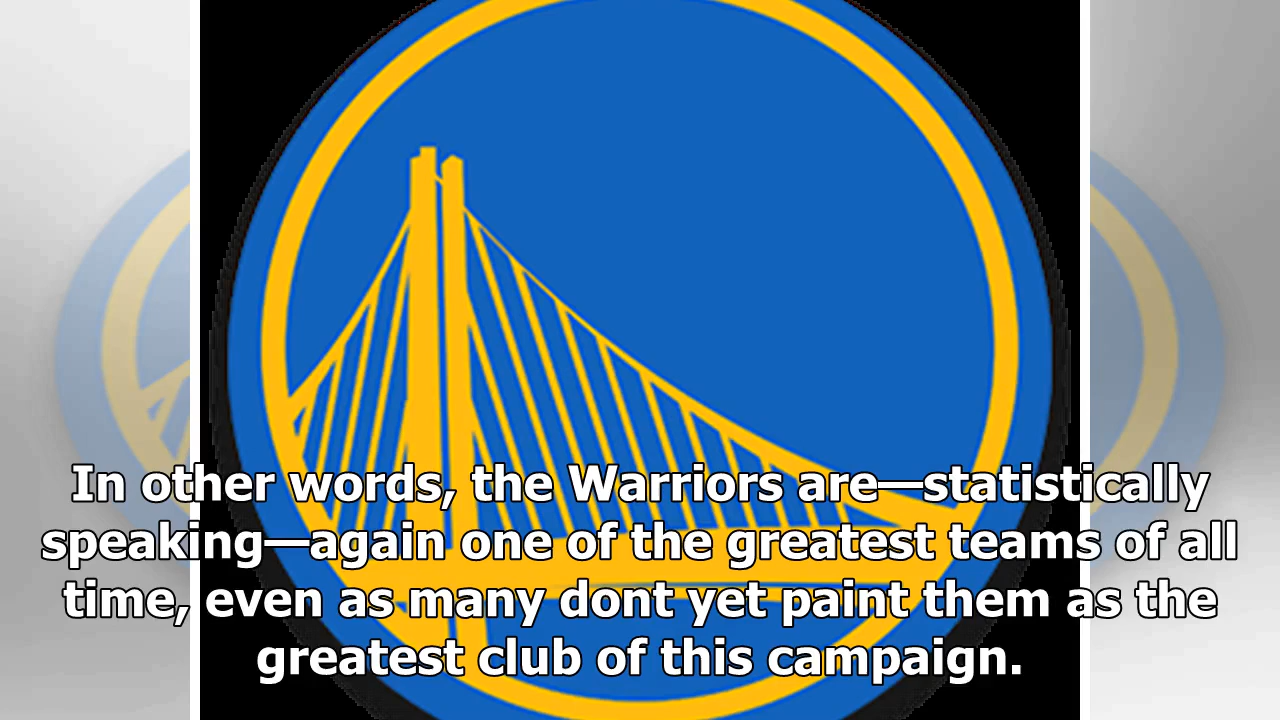 In other words, the Warriors are—statistically
speaking—again one of the greatest teams of all
time, even as many dont yet paint them as the
greatest club of this campaign.